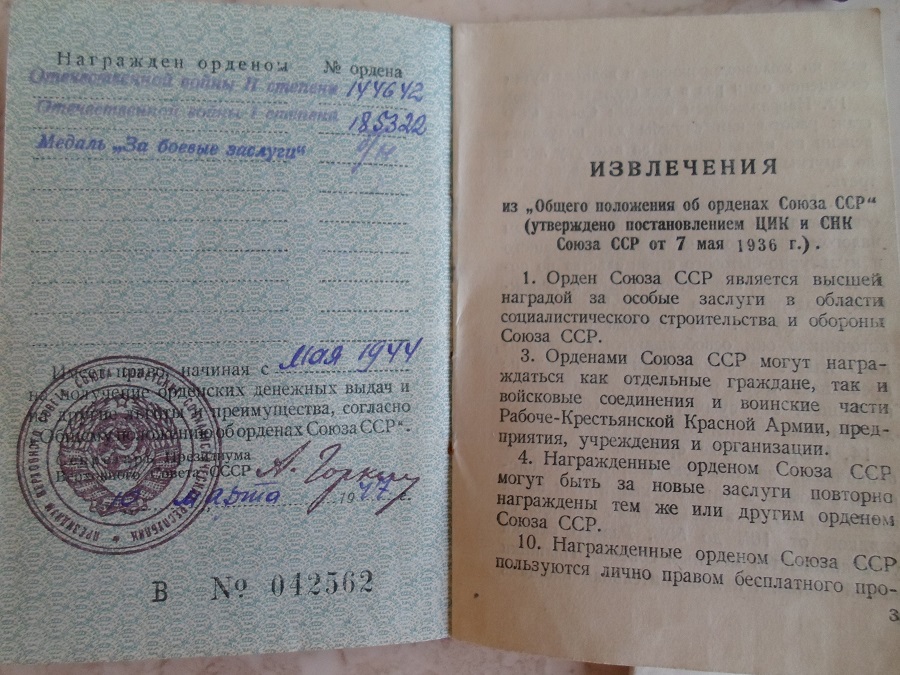 Награжден орденом № ордена
Отечественной войны II степени 144642
Отечественной войны I степени 185322
Медаль „За боевые заслуги" б/н
Имеет право, начиная с Мая 1944
на получение орденских денежных выдач и
на другие льготы и преимущества, согласно
„Общему положению об орденах Союза ССР".
Секретарь Президиума
Верховного Совета СССР А. Горкин
марта 1947 г.
В № 042562
ИЗВЛЕЧЕНИЯ
из „Общего положения об орденах Союза ССР"
(утверждено постановлением ЦИК и СНК
Союза ССР от 7 мая 1936 г.).
1. Орден Союза ССР является высшей
наградой за особые заслуги в области
социалистического строительства и обороны
Союза ССР.
3. Орденами Союза ССР могут награ-
ждаться как отдельные граждане, так и
войсковые соединения и воинские части
Рабоче-Крестьянской Красной Армии, пред-
приятия, учреждения и организации.
4. Награжденные орденом Союза ССР
могут быть за новые заслуги повторно
награждены тем же или другим орденом
Союза ССР.
10. Награжденные орденом Союза ССР
пользуются лично правом бесплатного про-
3